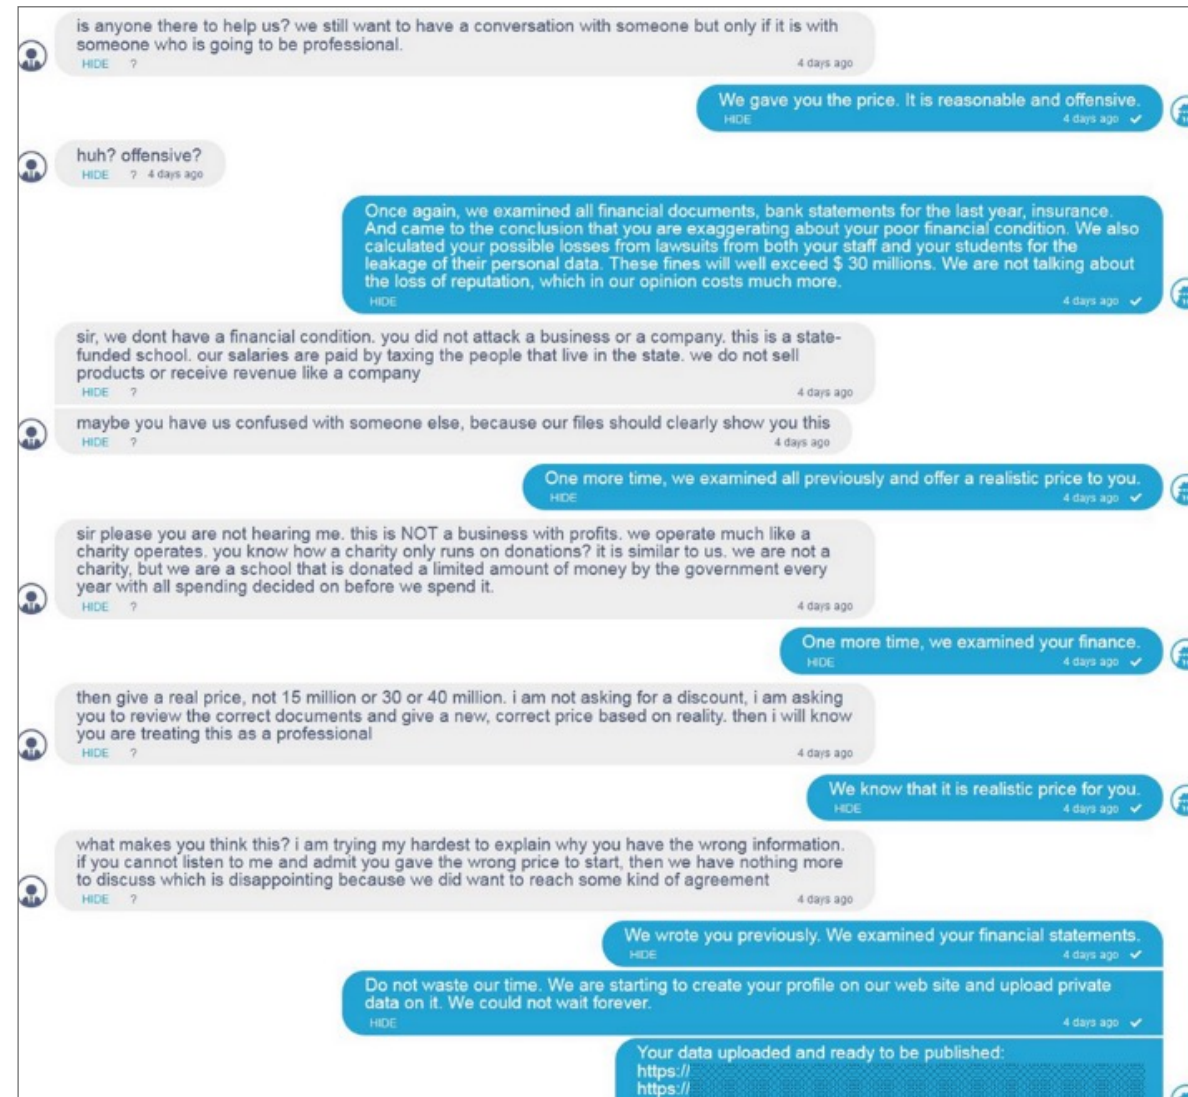 is anyone there to help us? we still want to have a conversation with someone but only if it is with
someone who is going to be professional.
HIDE ? 4 days ago
We gave you the price. It is reasonable and offensive.
HIDE 4 days ago
huh? offensive?
HIDE ? 4 days ago
Once again, we examined all financial documents, bank statements for the last year, insurance.
And came to the conclusion that you are exaggerating about your poor financial condition. We also
calculated your possible losses from lawsuits from both your staff and your students for the
leakage of their personal data. These fines will well exceed $ 30 millions. We are not talking about
the loss of reputation, which in our opinion costs much more.
HIDE 4 days ago
sir, we dont have a financial condition. you did not attack a business or a company. this is a state-
funded school. our salaries are paid by taxing the people that live in the state. we do not sell
products or receive revenue like a company
HIDE ? 4 days ago
maybe you have us confused with someone else, because our files should clearly show you this
HIDE ? 4 days ago
One more time, we examined all previously and offer a realistic price to you.
HIDE 4 days ago
sir please you are not hearing me. this is NOT a business with profits. we operate much like a
charity operates. you know how a charity only runs on donations? it is similar to us. we are not a
charity, but we are a school that is donated a limited amount of money by the government every
year with all spending decided on before we spend it.
HIDE ? 4 days ago
One more time, we examined your finance.
HIDE 4 days ago
then give a real price, not 15 million or 30 or 40 million. i am not asking for a discount, i am asking
you to review the correct documents and give a new, correct price based on reality. then i will know
you are treating this as a professional
HIDE ? 4 days ago
We know that it is realistic price for you.
HIDE 4 days ago
what makes you think this? i am trying my hardest to explain why you have the wrong information.
if you cannot listen to me and admit you gave the wrong price to start, then we have nothing more
to discuss which is disappointing because we did want to reach some kind of agreement
HIDE ? 4 days ago
We wrote you previously. We examined your financial statements.
HIDE 4 days ago
Do not waste our time. We are starting to create your profile on our web site and upload private
data on it. We could not wait forever.
HIDE 4 days ago
Your data uploaded and ready to be published:
https://
https://